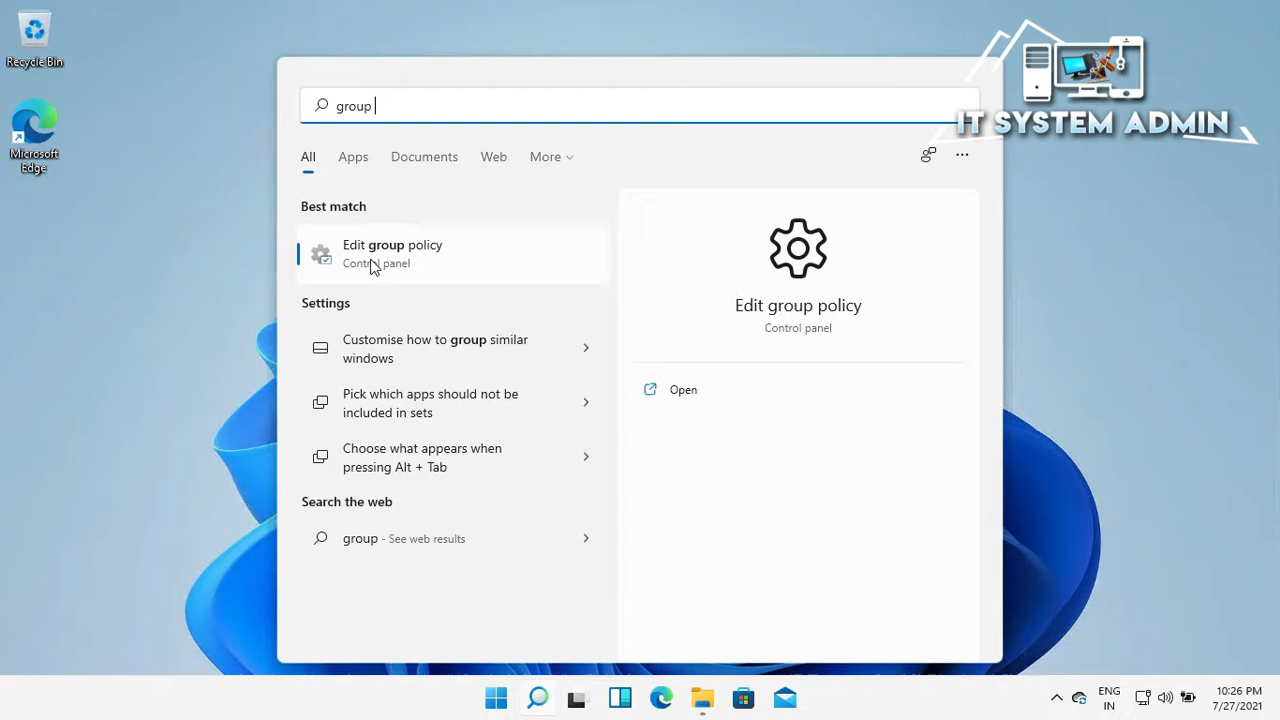 Recycle Bin
Microsoft
Edge
IT SYSTEM ADMIN
group
All Apps Documents Web More
Best match
Edit group policy
Control panel
Settings
Customise how to group similar
windows
Pick which apps should not be
included in sets
Choose what appears when
pressing Alt + Tab
Search the web
group - See web results
Edit group policy
Control panel
Open
ENG
IN
10:26 PM
7/27/2021